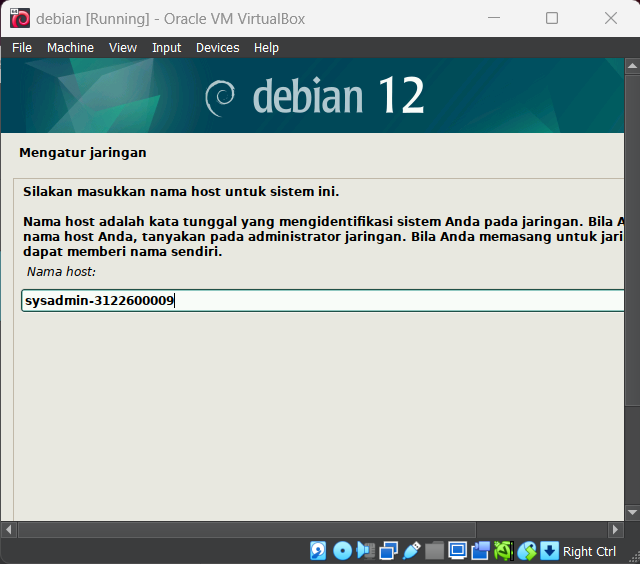 debian [Running] - Oracle VM VirtualBox
File Machine View Input Devices Help
debian 12
Mengatur jaringan
Silakan masukkan nama host untuk sistem ini.
Nama host adalah kata tunggal yang mengidentifikasi sistem Anda pada jaringan. Bila A
nama host Anda, tanyakan pada administrator jaringan. Bila Anda memasang untuk jari
dapat memberi nama sendiri.
Nama host:
sysadmin-3122600009
Right Ctrl